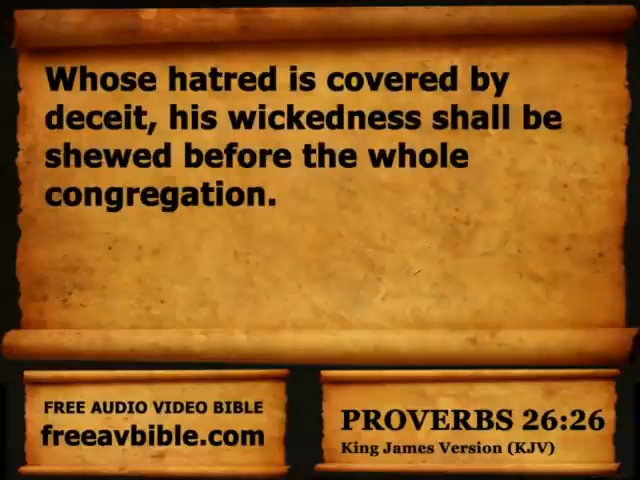 Whose hatred is covered by
deceit, his wickedness shall be
shewed before the whole
congregation.
FREE AUDIO VIDEO BIBLE
freeavbible.com
PROVERBS 26:26
King James Version (KJV)